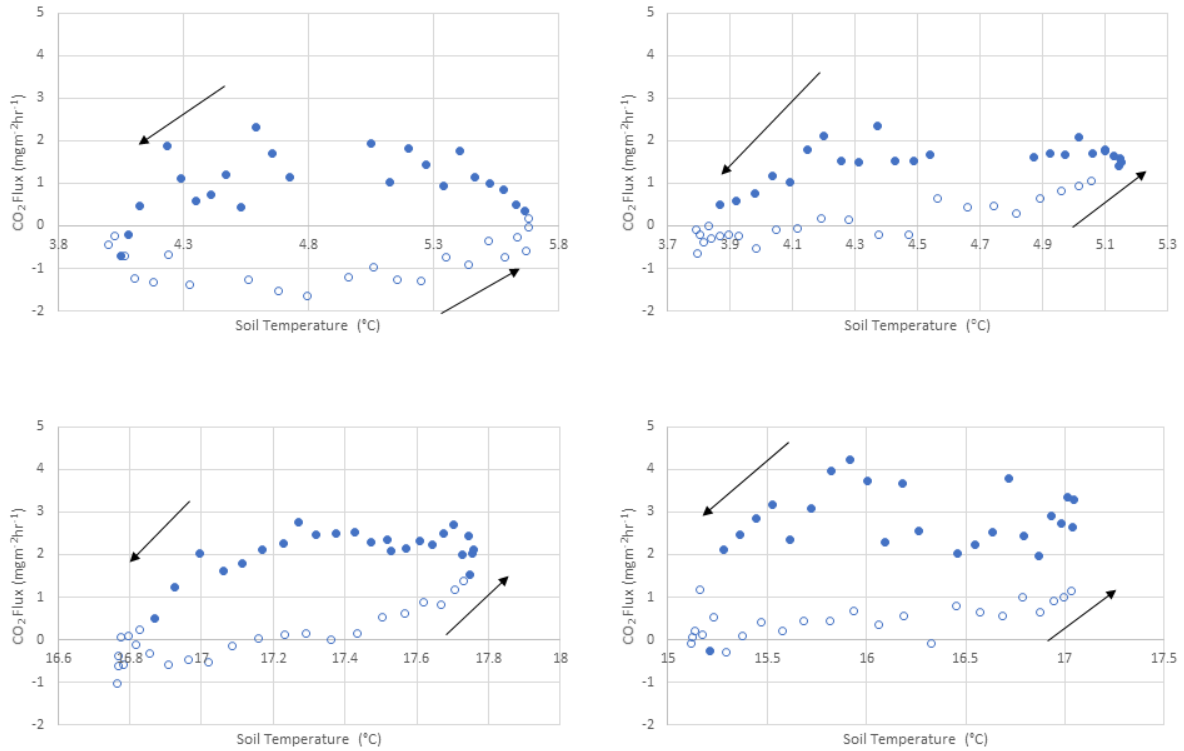 5
4
3
2
1
0
-1
-2
CO₂ Flux (mgm⁻²hr⁻¹)
3.8 4.3 4.8 5.3 5.8
Soil Temperature (°C)
5
4
3
2
1
0
-1
-2
CO₂ Flux (mgm⁻²hr⁻¹)
3.7 3.9 4.1 4.3 4.5 4.7 4.9 5.1 5.3
Soil Temperature (°C)
5
4
3
2
1
0
-1
-2
CO₂ Flux (mgm⁻²hr⁻¹)
16.6 16.8 17 17.2 17.4 17.6 17.8 18
Soil Temperature (°C)
5
4
3
2
1
0
-1
-2
CO₂ Flux (mgm⁻²hr⁻¹)
15 15.5 16 16.5 17 17.5
Soil Temperature (°C)